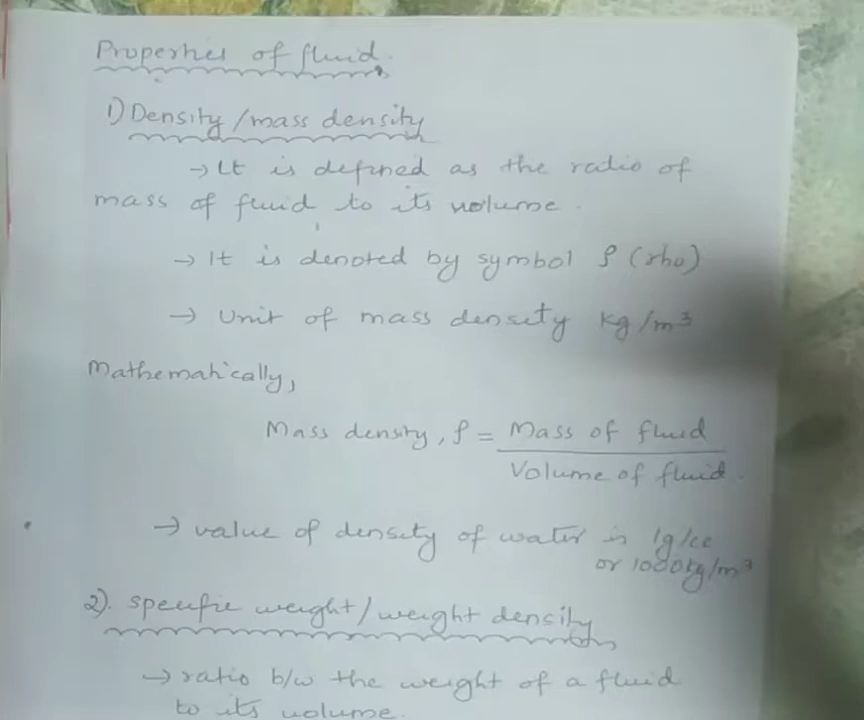 Properties of fluid.
1) Density/mass density
→ It is defined as the ratio of
mass of fluid to its volume.
→ It is denoted by symbol ρ (rho)
→ Unit of mass density kg/m³
Mathematically,
Mass density, ρ = Mass of fluid
Volume of fluid.
→ value of density of water is 1g/cc
or 1000kg/m³
2). specific weight/weight density
→ ratio b/w the weight of a fluid
to its volume.